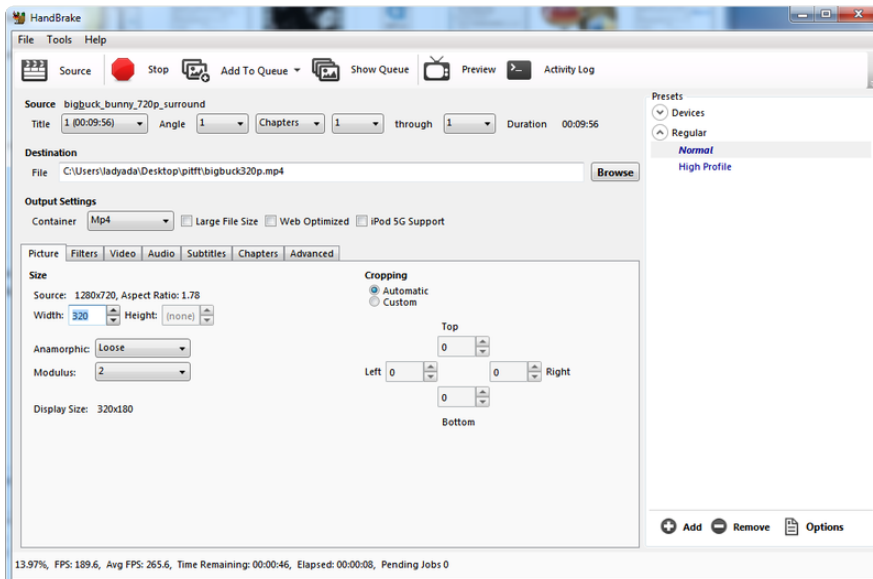 HandBrake
File Tools Help
Source Stop Add To Queue Show Queue Preview Activity Log
Source bigbuck_bunny_720p_surround
Title 1 (00:09:56) Angle 1 Chapters 1 through 1 Duration 00:09:56
Destination
File C:\Users\ladyada\Desktop\pitft\bigbuck320p.mp4 Browse
Output Settings
Container Mp4 Large File Size Web Optimized iPod 5G Support
Picture Filters Video Audio Subtitles Chapters Advanced
Size
Source: 1280x720, Aspect Ratio: 1.78
Width: 320 Height: (none)
Anamorphic: Loose
Modulus: 2
Display Size: 320x180
Cropping
Automatic
Custom
Top
0
Left 0 0 Right
0
Bottom
Presets
Devices
Regular
Normal
High Profile
Add Remove Options
13.97%, FPS: 189.6, Avg FPS: 265.6, Time Remaining: 00:00:46, Elapsed: 00:00:08, Pending Jobs 0